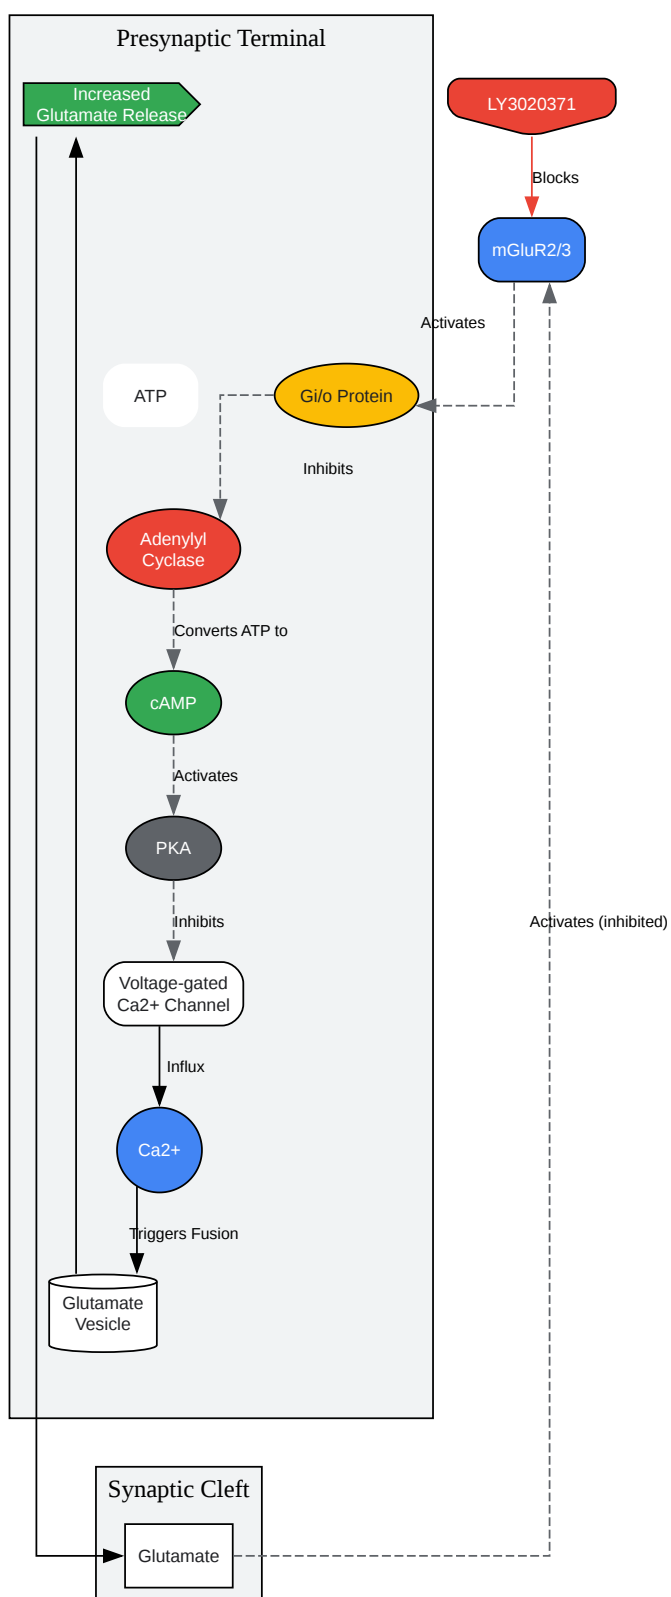 Presynaptic Terminal
Increased
Glutamate Release
LY3020371
Blocks
mGluR2/3
Activates
ATP
Gi/o Protein
Inhibits
Adenylyl
Cyclase
Converts ATP to
cAMP
Activates
PKA
Inhibits
Activates (inhibited)
Voltage-gated
Ca2+ Channel
Influx
Ca2+
Triggers Fusion
Glutamate
Vesicle
Synaptic Cleft
Glutamate